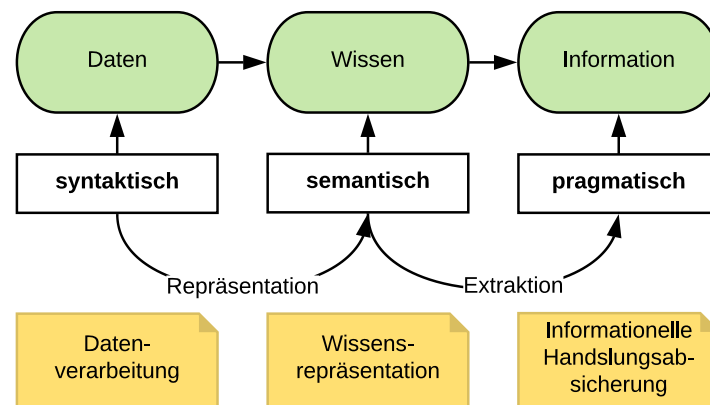 Daten
Wissen
Information
syntaktisch
semantisch
pragmatisch
Repräsentation
Extraktion
Daten-
verarbeitung
Wissens-
repräsentation
Informationelle
Handslungsab-
sicherung